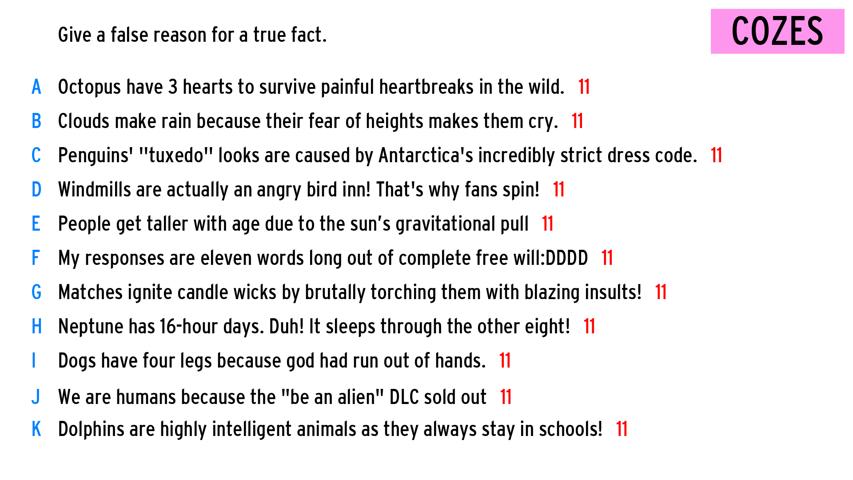 COZES
Give a false reason for a true fact.
A Octopus have 3 hearts to survive painful heartbreaks in the wild. 11
B Clouds make rain because their fear of heights makes them cry. 11
C Penguins' "tuxedo" looks are caused by Antarctica's incredibly strict dress code. 11
D Windmills are actually an angry bird inn! That's why fans spin! 11
E People get taller with age due to the sun’s gravitational pull 11
F My responses are eleven words long out of complete free will:DDDD 11
G Matches ignite candle wicks by brutally torching them with blazing insults! 11
H Neptune has 16-hour days. Duh! It sleeps through the other eight! 11
I Dogs have four legs because god had run out of hands. 11
J We are humans because the "be an alien" DLC sold out 11
K Dolphins are highly intelligent animals as they always stay in schools! 11